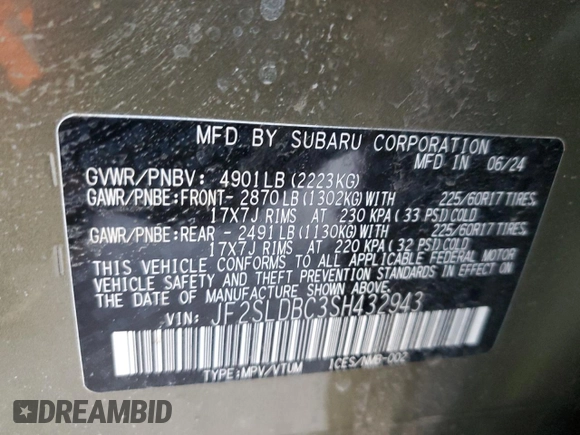 MFD BY SUBARU CORPORATION
MFD IN 06/24
GVWR/PNBV: 4901LB(2223KG)
GAWR/PNBE:FRONT- 2870LB(1302KG)WITH 225/60R17 TIRES
17X7J RIMS AT 230 KPA(33 PSI)COLD
GAWR/PNBE:REAR - 2491LB(1130KG)WITH 225/60R17 TIRES
17X7J RIMS AT 220 KPA(32 PSI)COLD
THIS VEHICLE CONFORMS TO ALL APPLICABLE FEDERAL MOTOR
VEHICLE SAFETY AND THEFT PREVENTION STANDARDS IN EFFECT ON
THE DATE OF MANUFACTURE SHOWN ABOVE.
VIN: JF2SLDBC3SH432943
TYPE:MPV/VTUM ICES/NMB-002
DREAMBID